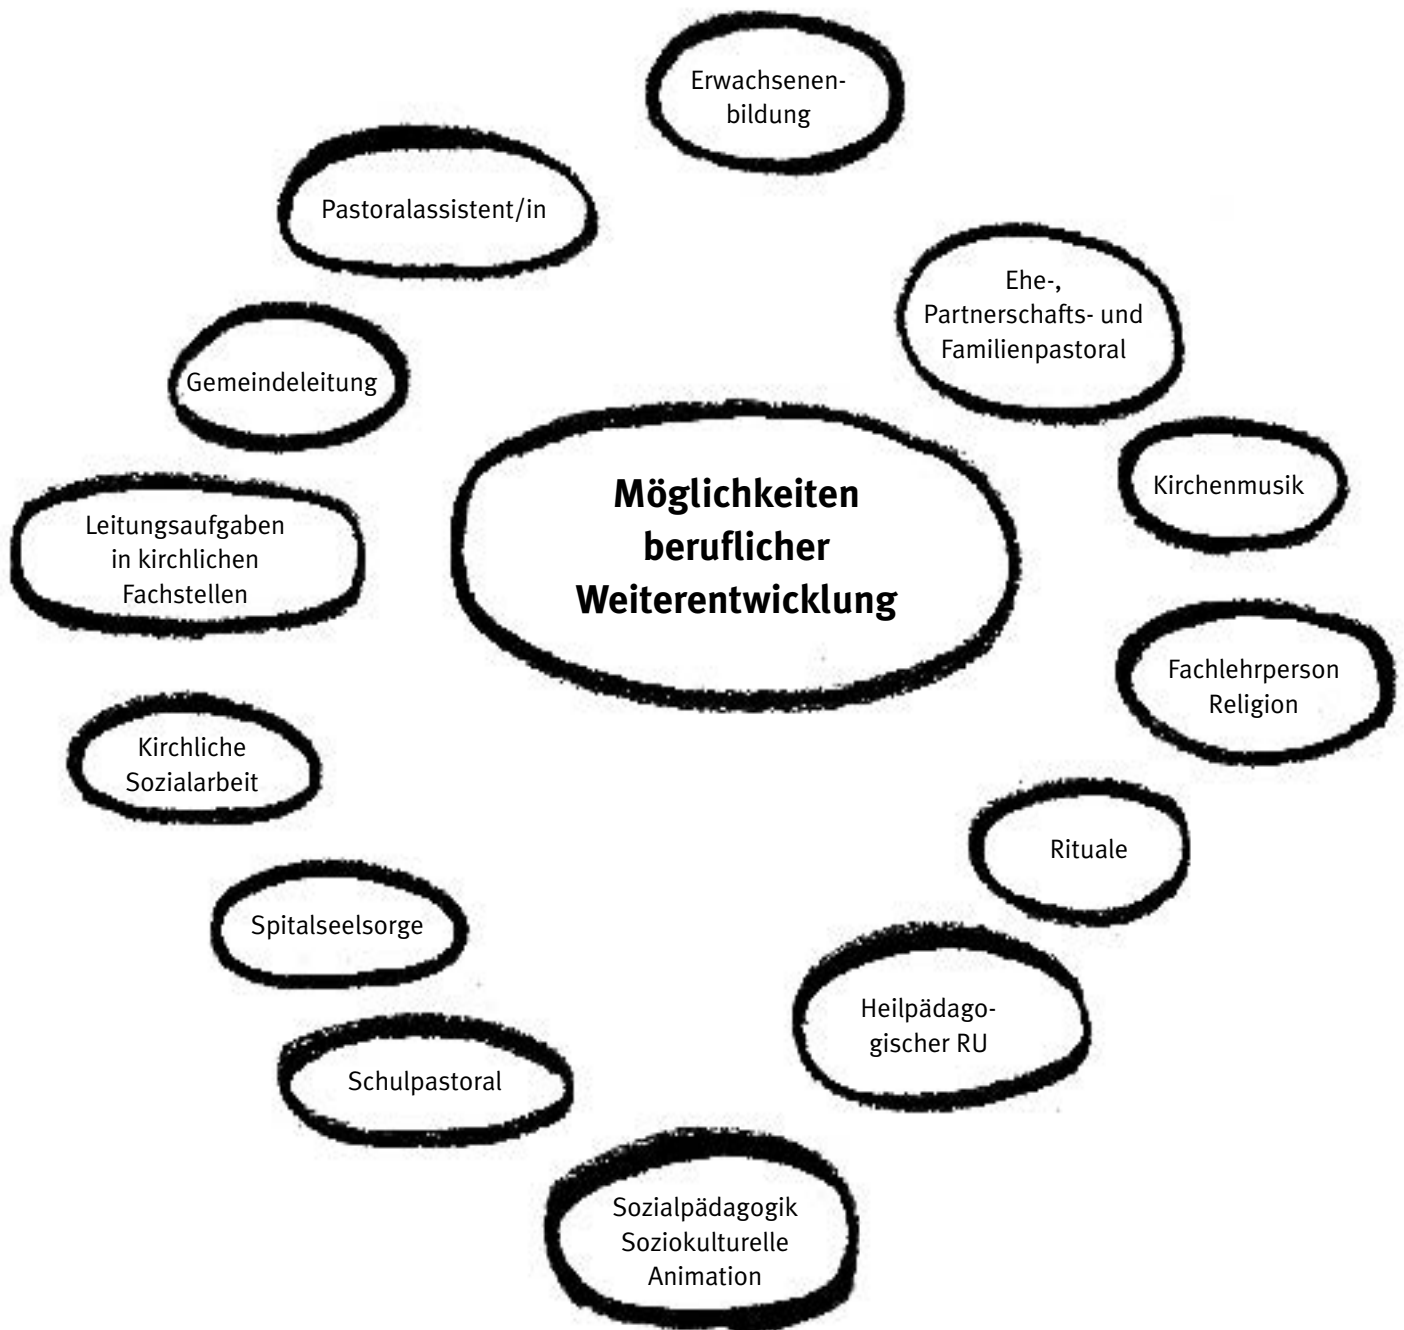 Erwachsenen-
bildung
Pastoralassistent/in
Ehe-,
Partnerschafts- und
Familienpastoral
Gemeindeleitung
Möglichkeiten
beruflicher
Weiterentwicklung
Kirchenmusik
Leitungsaufgaben
in kirchlichen
Fachstellen
Fachlehrperson
Religion
Kirchliche
Sozialarbeit
Rituale
Spitalseelsorge
Heilpädago-
gischer RU
Schulpastoral
Sozialpädagogik
Soziokulturelle
Animation